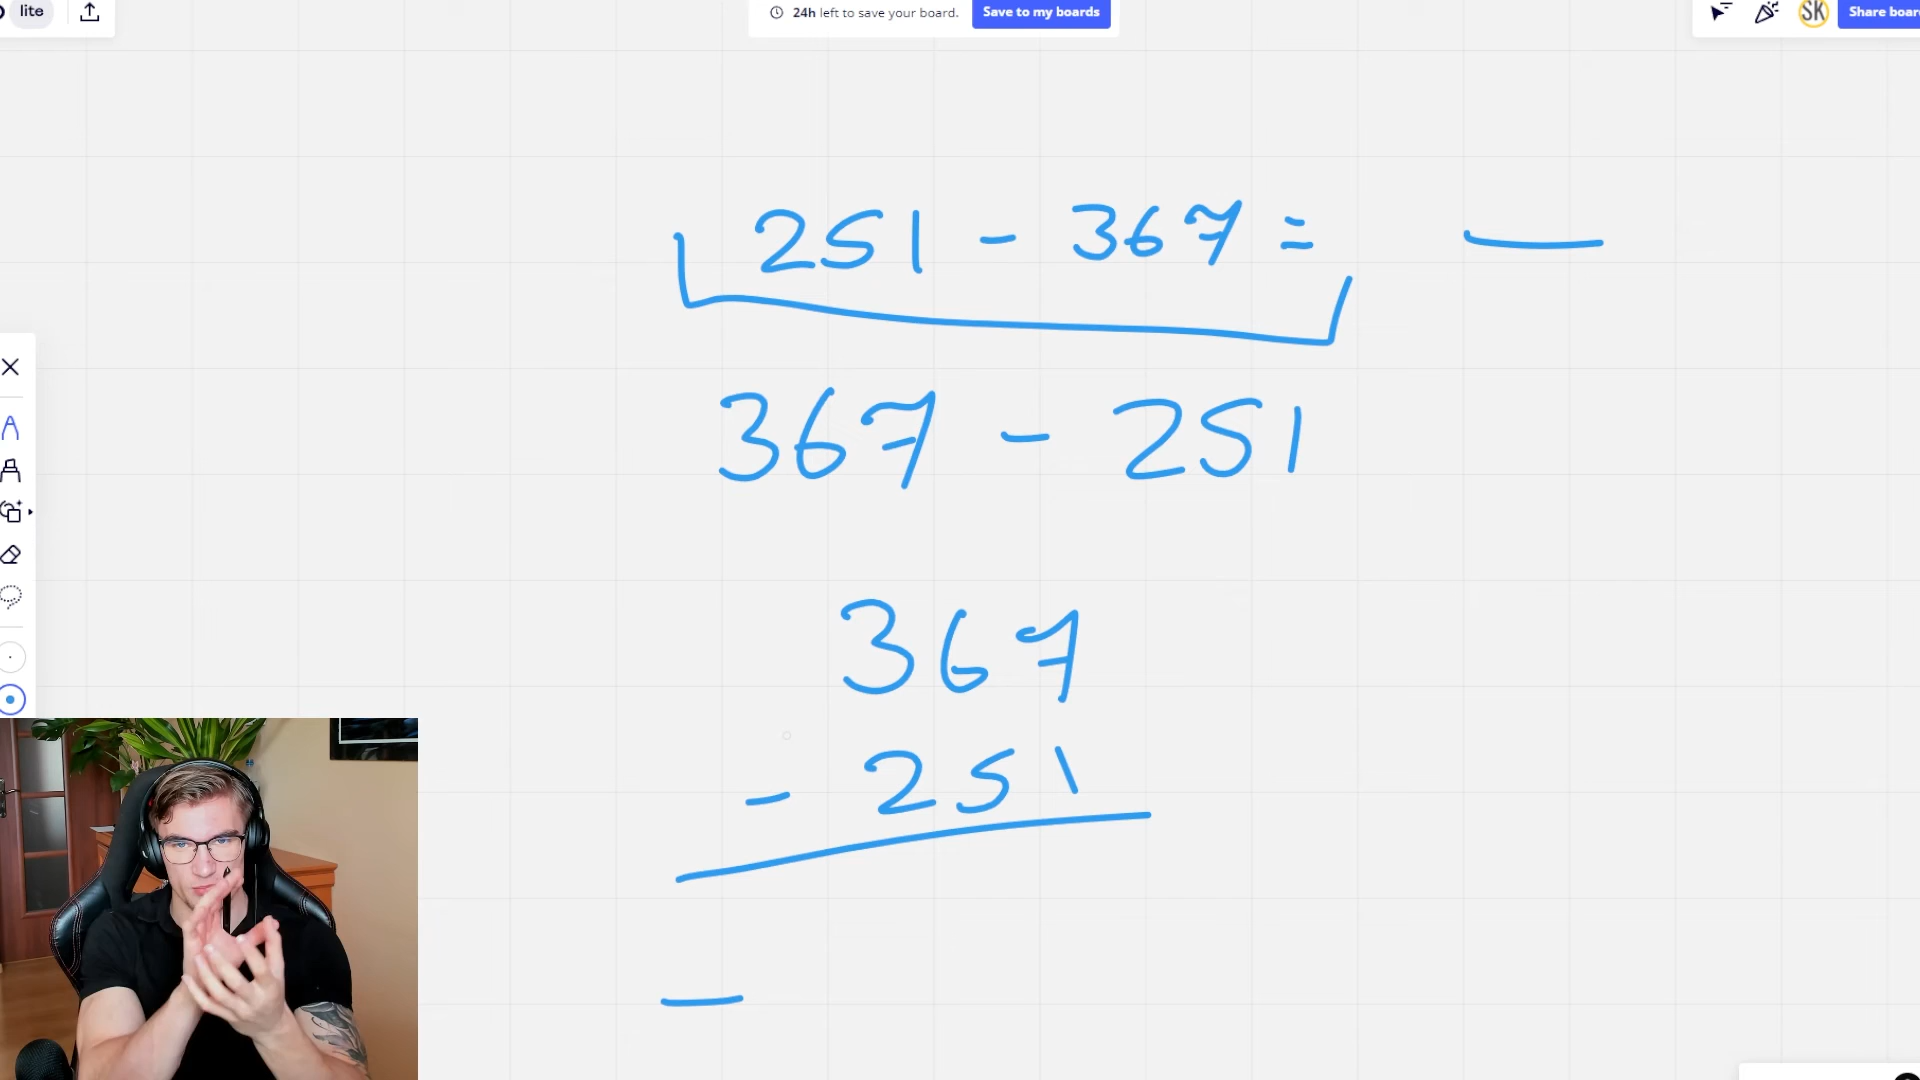 lite
24h left to save your board. Save to my boards
SK Share boar
251 - 367 =
367 - 251
367
- 251